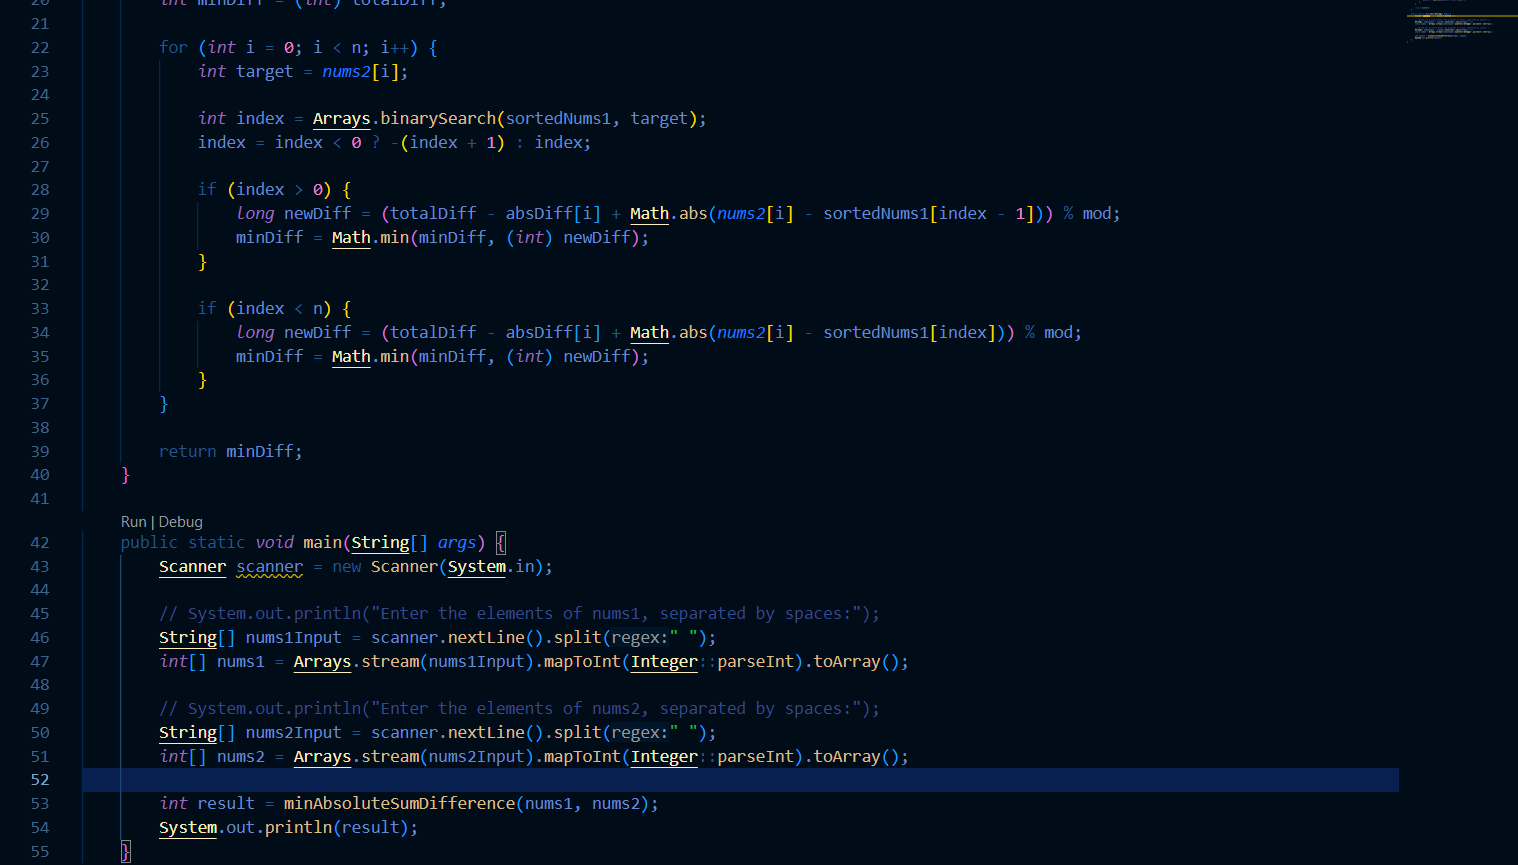 20 int minDiff = (int) totalDiff;
21
22 for (int i = 0; i < n; i++) {
23 int target = nums2[i];
24
25 int index = Arrays.binarySearch(sortedNums1, target);
26 index = index < 0 ? -(index + 1) : index;
27
28 if (index > 0) {
29 long newDiff = (totalDiff - absDiff[i] + Math.abs(nums2[i] - sortedNums1[index - 1])) % mod;
30 minDiff = Math.min(minDiff, (int) newDiff);
31 }
32
33 if (index < n) {
34 long newDiff = (totalDiff - absDiff[i] + Math.abs(nums2[i] - sortedNums1[index])) % mod;
35 minDiff = Math.min(minDiff, (int) newDiff);
36 }
37 }
38
39 return minDiff;
40 }
41
Run | Debug
42 public static void main(String[] args) {
43 Scanner scanner = new Scanner(System.in);
44
45 // System.out.println("Enter the elements of nums1, separated by spaces:");
46 String[] nums1Input = scanner.nextLine().split(regex:" ");
47 int[] nums1 = Arrays.stream(nums1Input).mapToInt(Integer::parseInt).toArray();
48
49 // System.out.println("Enter the elements of nums2, separated by spaces:");
50 String[] nums2Input = scanner.nextLine().split(regex:" ");
51 int[] nums2 = Arrays.stream(nums2Input).mapToInt(Integer::parseInt).toArray();
52
53 int result = minAbsoluteSumDifference(nums1, nums2);
54 System.out.println(result);
55 }